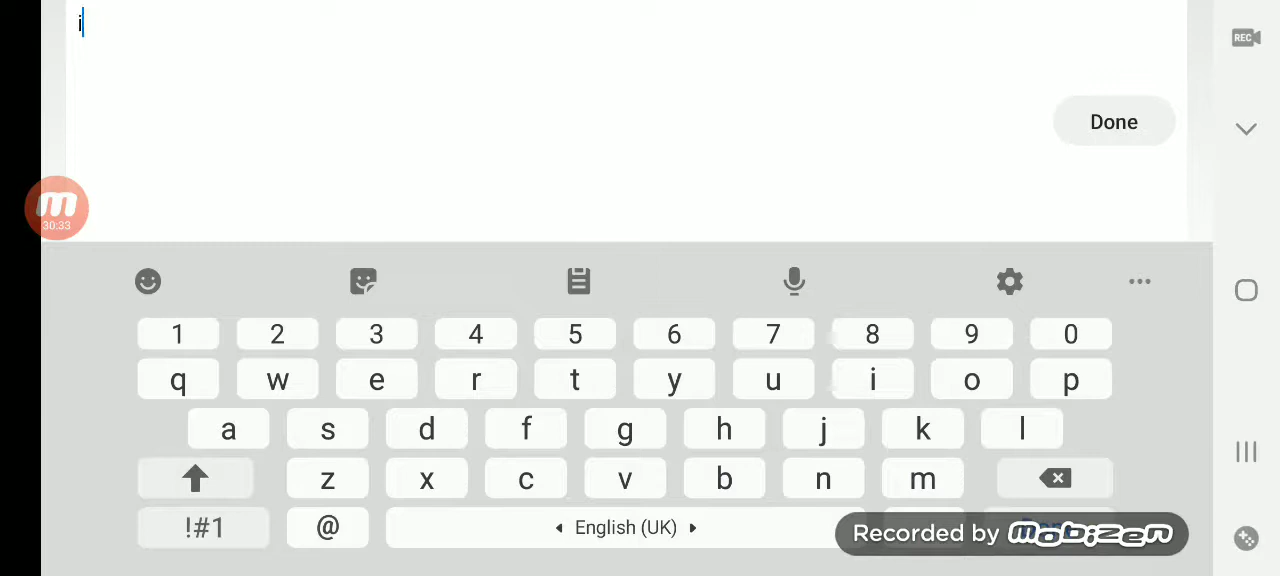 i
REC
Done
m
30:33
1 2 3 4 5 6 7 8 9 0
q w e r t y u i o p
a s d f g h j k l
z x c v b n m
!#1 @ English (UK)
Recorded by mobizen